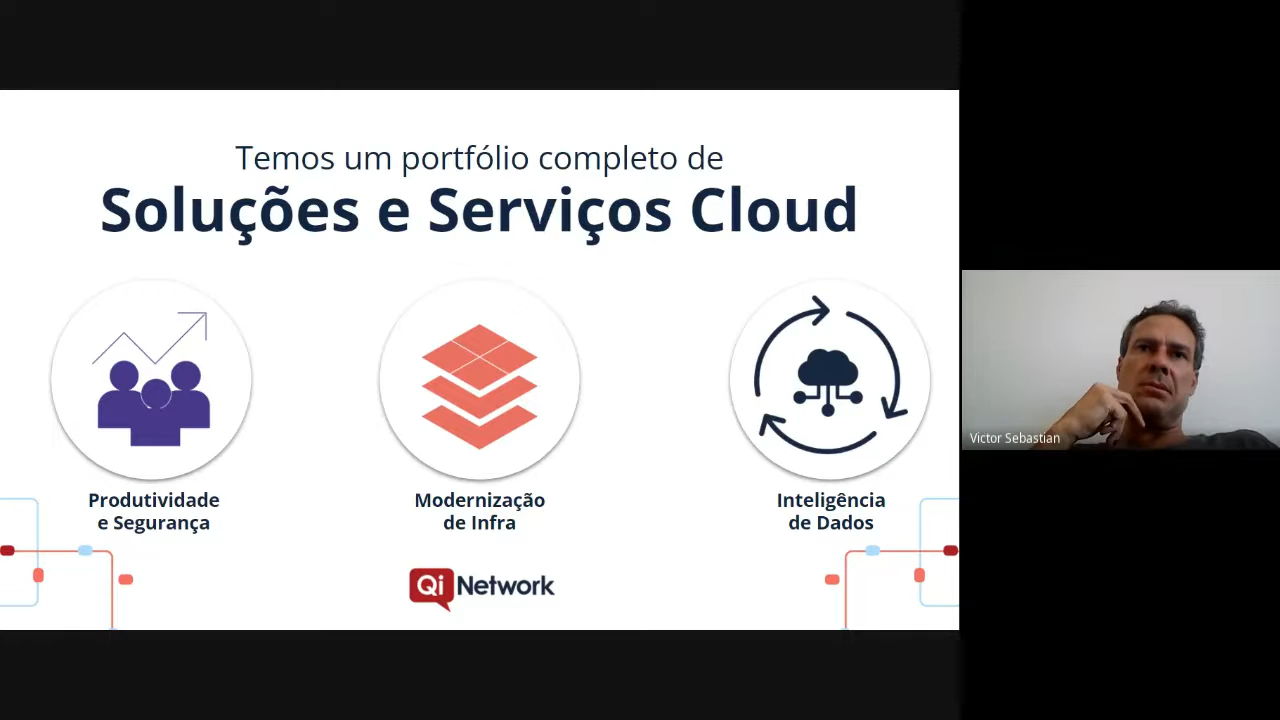 Temos um portfólio completo de
Soluções e Serviços Cloud
Produtividade
e Segurança
Modernização
de Infra
Inteligência
de Dados
Qi Network
Victor Sebastian